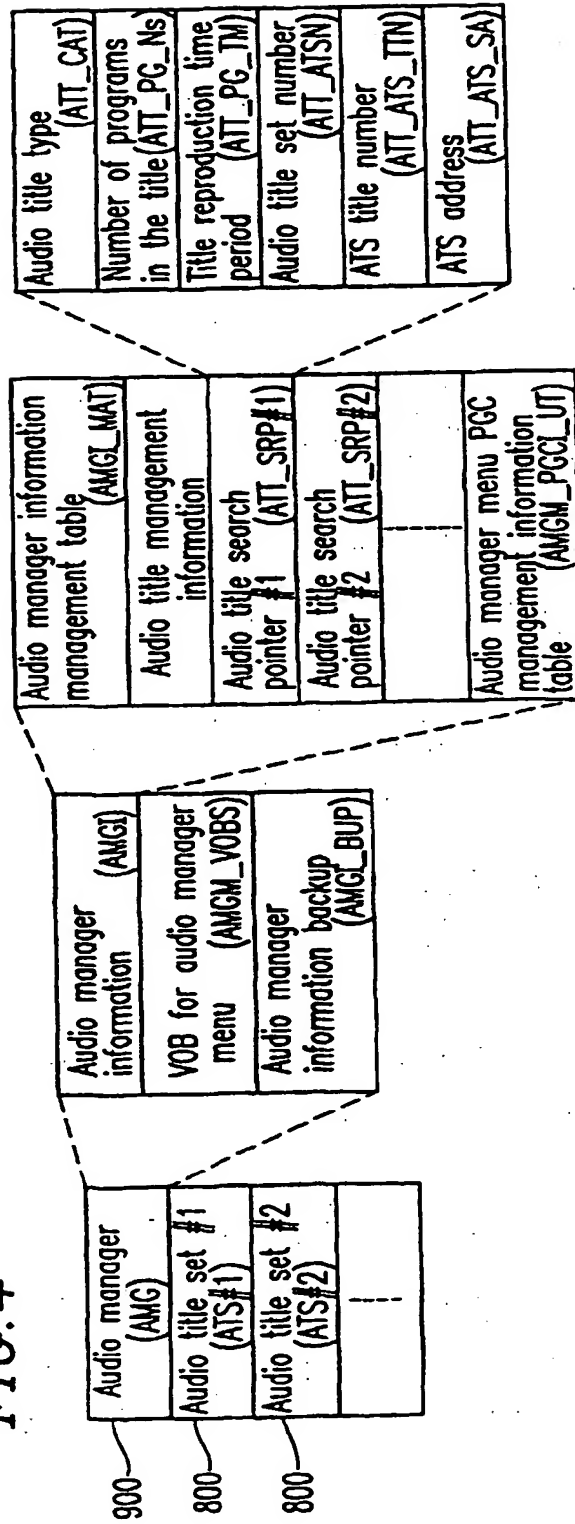 FIG.4
900
800
800
Audio manager
(AMG)
Audio title set #1
(ATS#1)
Audio title set #2
(ATS#2)
Audio manager
information (AMGI)
VOB for audio manager
menu (AMGM_VOBS)
Audio manager
information backup
(AMGI_BUP)
Audio manager information
management table
(AMGI_MAT)
Audio title management
information
Audio title search
pointer #1 (ATT_SRP#1)
Audio title search
pointer #2 (ATT_SRP#2)
Audio manager menu PGC
management information
table (AMGM_PGCI_UT)
Audio title type
(ATT_CAT)
Number of programs
in the title (ATT_PG_Ns)
Title reproduction time
period (ATT_PG_TM)
Audio title set number
(ATT_ATSN)
ATS title number
(ATT_ATS_TTN)
ATS address
(ATT_ATS_SA)